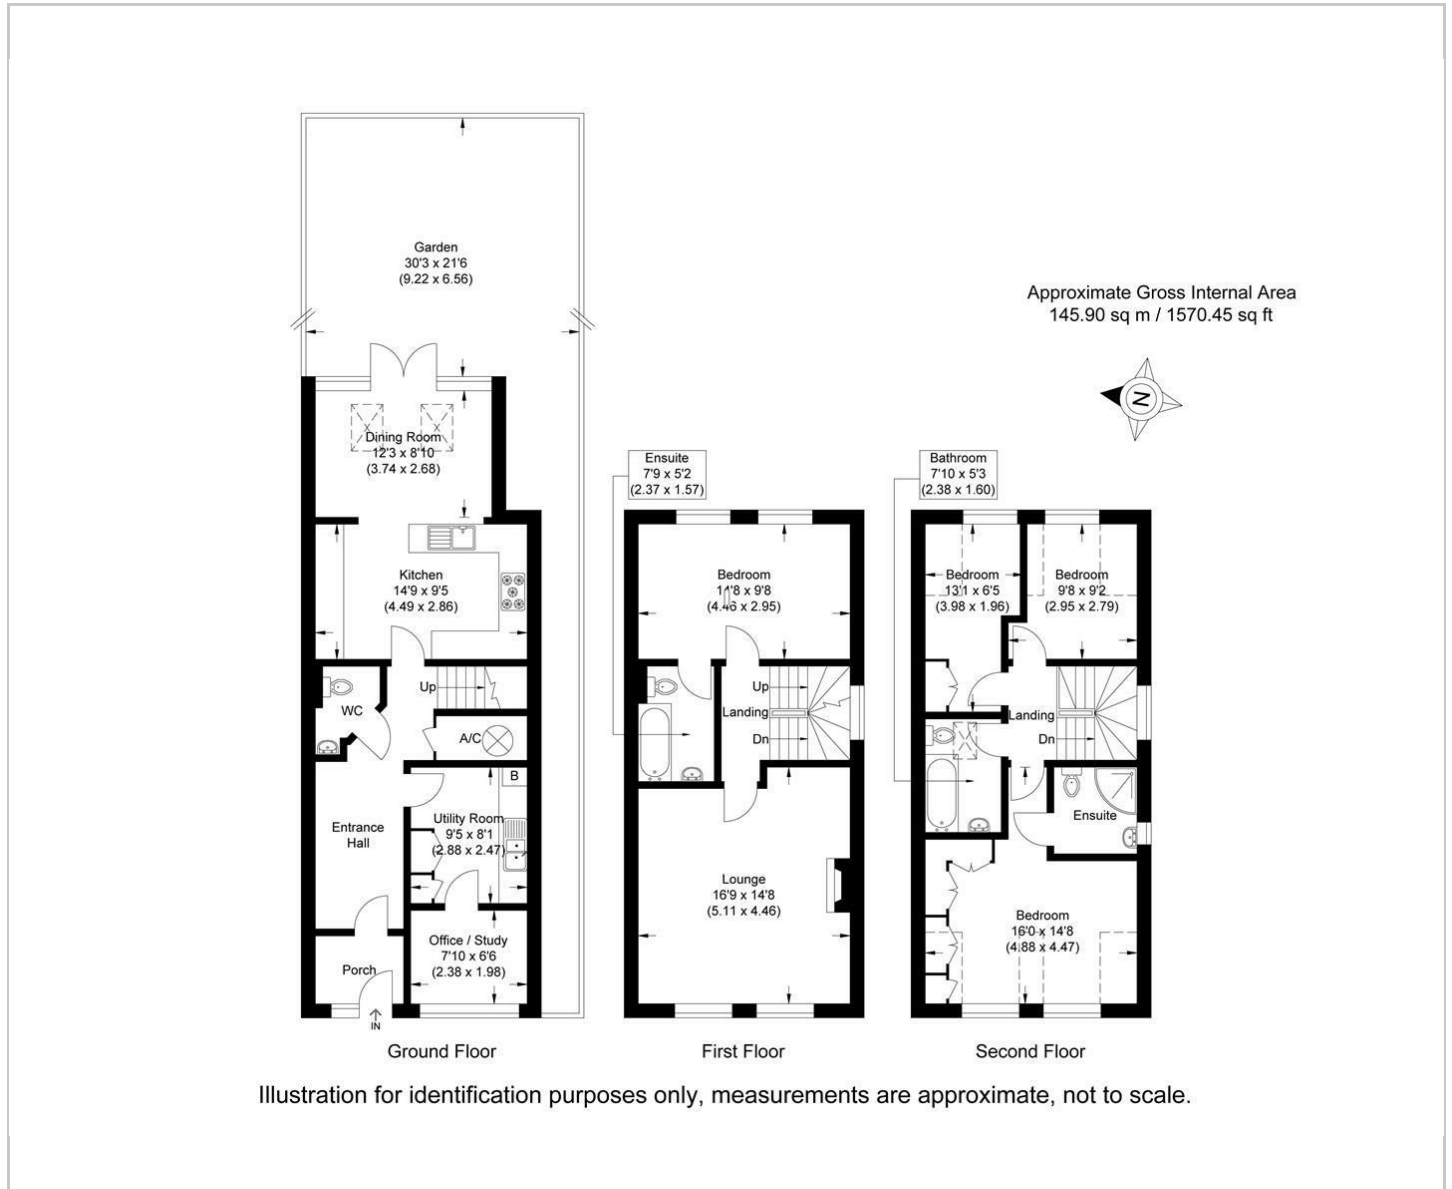 Garden
30'3 x 21'6
(9.22 x 6.56)
Approximate Gross Internal Area
145.90 sq m / 1570.45 sq ft
N
Dining Room
12'3 x 8'10
(3.74 x 2.68)
Kitchen
14'9 x 9'5
(4.49 x 2.86)
Up
WC
A/C
B
Utility Room
9'5 x 8'1
(2.88 x 2.47)
Entrance
Hall
Office / Study
7'10 x 6'6
(2.38 x 1.98)
Porch
IN
Ground Floor
Ensuite
7'9 x 5'2
(2.37 x 1.57)
Bedroom
14'8 x 9'8
(4.46 x 2.95)
Up
Landing
Dn
Lounge
16'9 x 14'8
(5.11 x 4.46)
First Floor
Bathroom
7'10 x 5'3
(2.38 x 1.60)
Bedroom
13'1 x 6'5
(3.98 x 1.96)
Bedroom
9'8 x 9'2
(2.95 x 2.79)
Landing
Dn
Ensuite
Bedroom
16'0 x 14'8
(4.88 x 4.47)
Second Floor
Illustration for identification purposes only, measurements are approximate, not to scale.